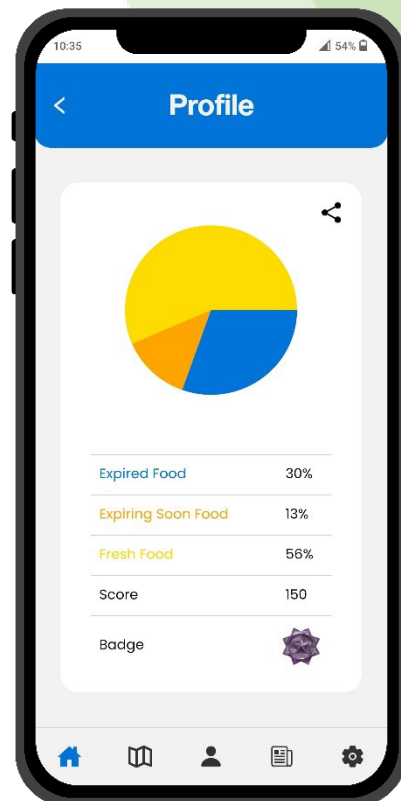 10:35
54%
Profile
Expired Food 30%
Expiring Soon Food 13%
Fresh Food 56%
Score 150
Badge